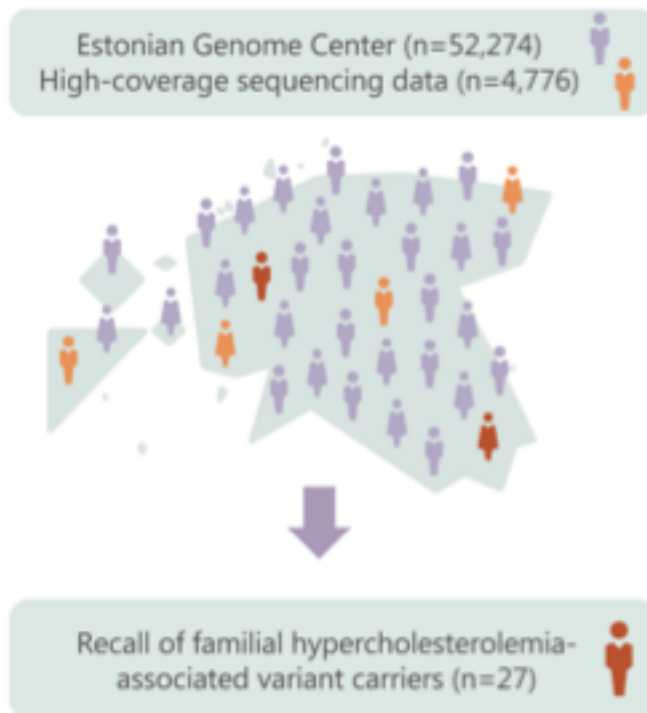 Estonian Genome Center (n=52,274)
High-coverage sequencing data (n=4,776)
Recall of familial hypercholesterolemia-
associated variant carriers (n=27)